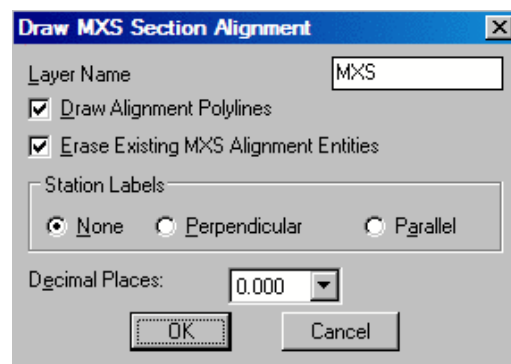 Draw MXS Section Alignment
Layer Name MXS
Draw Alignment Polylines
Erase Existing MXS Alignment Entities
Station Labels
None Perpendicular Parallel
Decimal Places: 0.000
OK Cancel